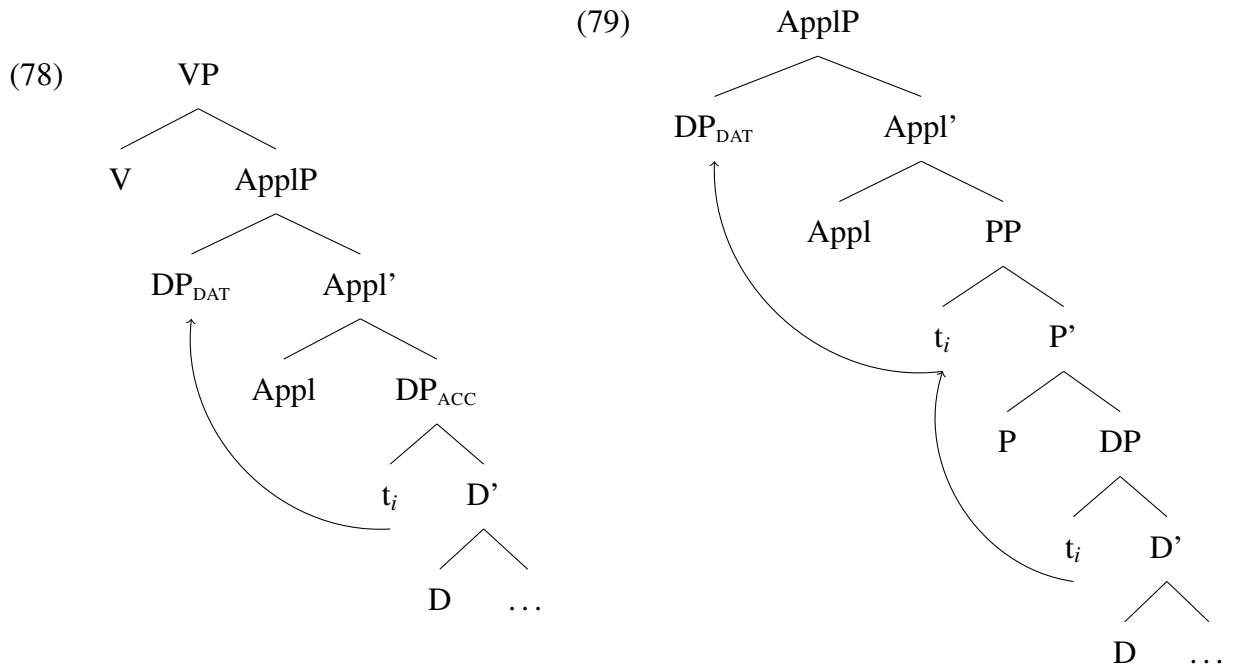 (78)
VP
V ApplP
DP_DAT Appl’
Appl DP_ACC
t_i D’
D ...
(79)
ApplP
DP_DAT Appl’
Appl PP
t_i P’
P DP
t_i D’
D ...